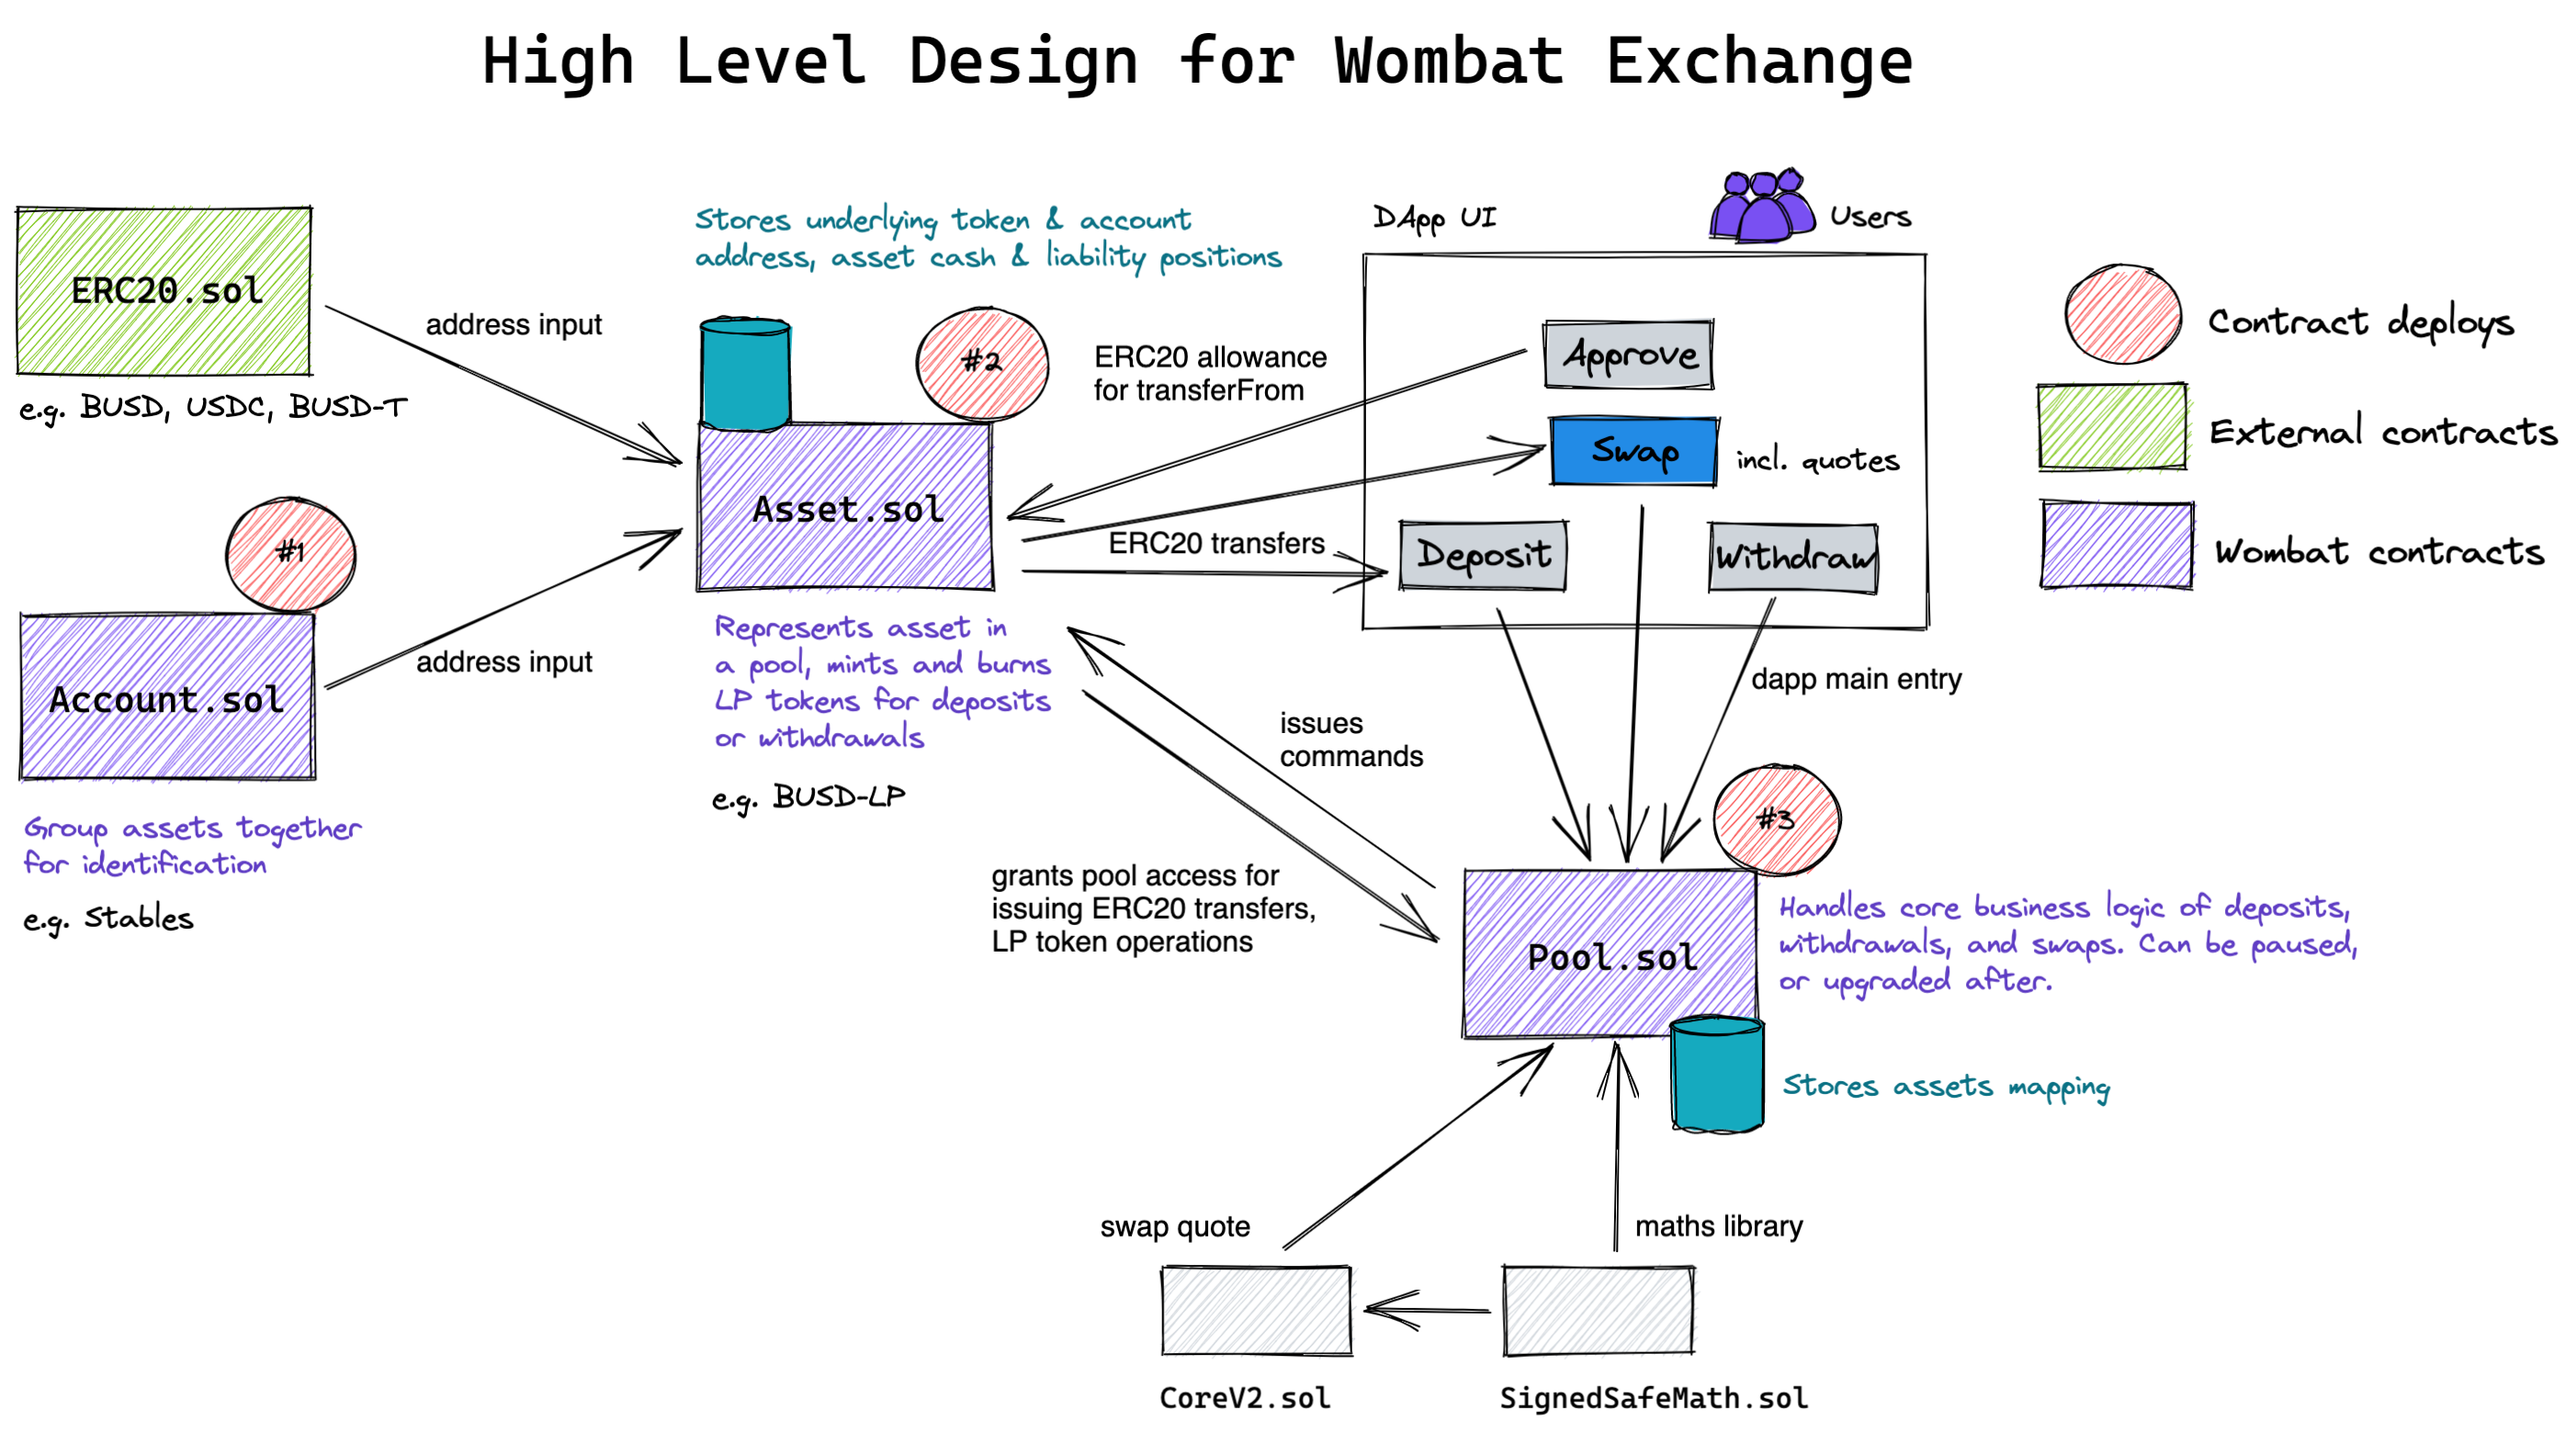 High Level Design for Wombat Exchange
ERC20.sol
e.g. BUSD, USDC, BUSD-T
address input
#1
Account.sol
address input
Group assets together
for identification
e.g. Stables
Stores underlying token & account
address, asset cash & liability positions
#2
Asset.sol
Represents asset in
a pool, mints and burns
LP tokens for deposits
or withdrawals
e.g. BUSD-LP
ERC20 allowance
for transferFrom
ERC20 transfers
DApp UI
Users
Approve
Swap
incl. quotes
Deposit
Withdraw
dapp main entry
issues
commands
grants pool access for
issuing ERC20 transfers,
LP token operations
#3
Pool.sol
Handles core business logic of deposits,
withdrawals, and swaps. Can be paused,
or upgraded after.
Stores assets mapping
swap quote
maths library
CoreV2.sol
SignedSafeMath.sol
Contract deploys
External contracts
Wombat contracts